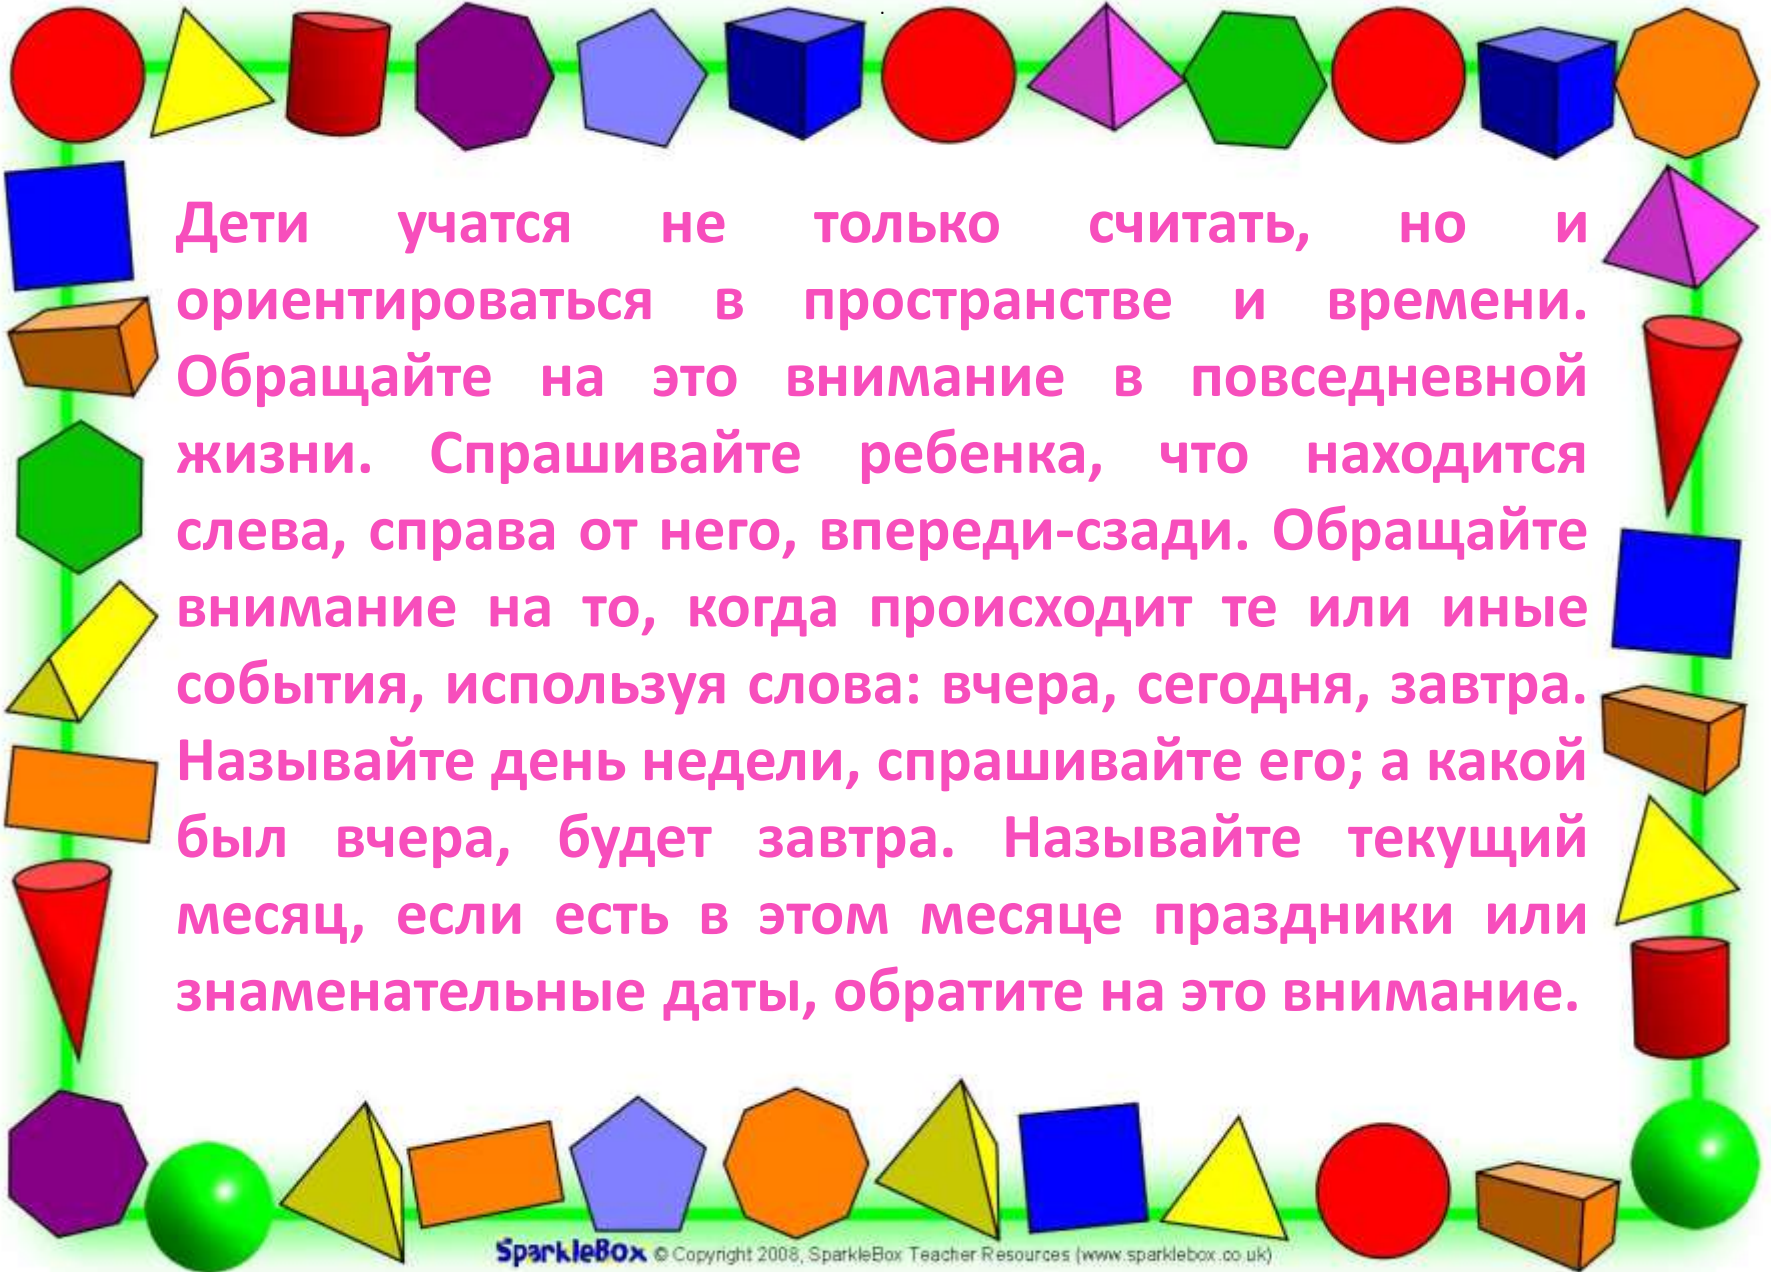 Дети учатся не только считать, но и
ориентироваться в пространстве и времени.
Обращайте на это внимание в повседневной
жизни. Спрашивайте ребенка, что находится
слева, справа от него, впереди-сзади. Обращайте
внимание на то, когда происходит те или иные
события, используя слова: вчера, сегодня, завтра.
Называйте день недели, спрашивайте его; а какой
был вчера, будет завтра. Называйте текущий
месяц, если есть в этом месяце праздники или
знаменательные даты, обратите на это внимание.
SparkleBox © Copyright 2008, SparkleBox Teacher Resources (www.sparklebox.co.uk)